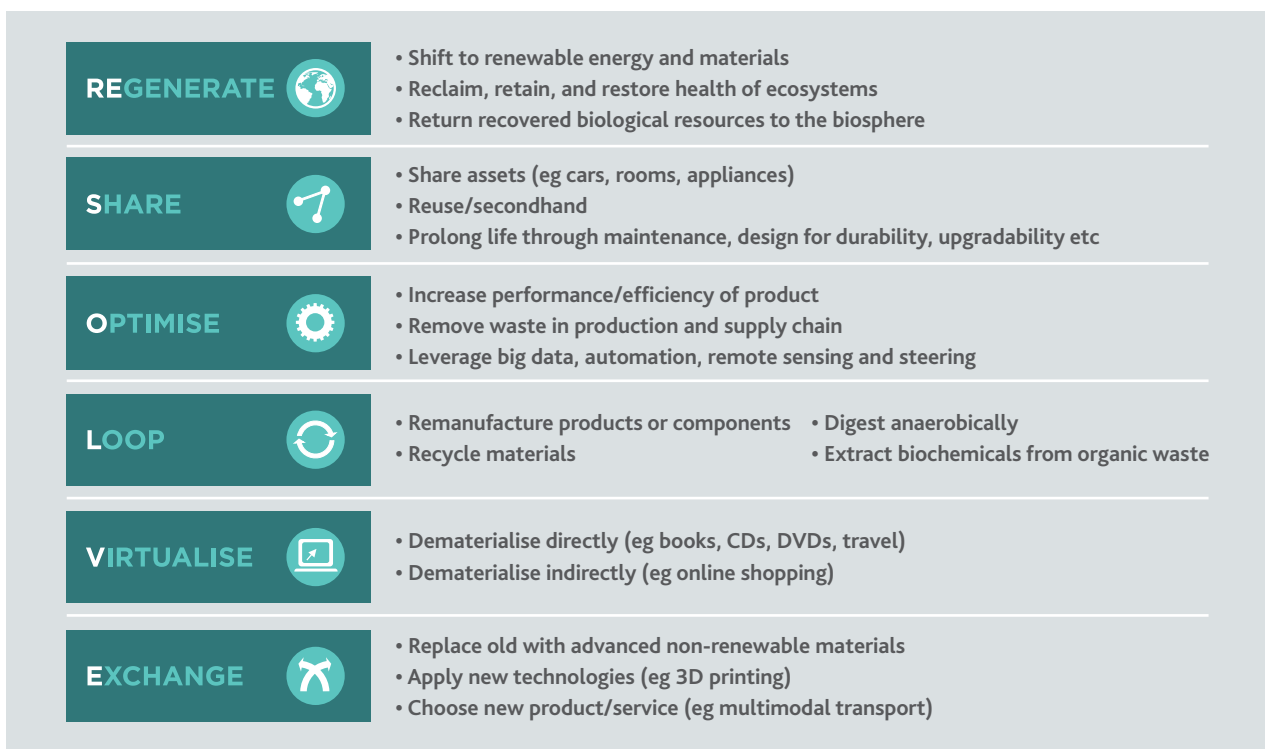 REGENERATE
• Shift to renewable energy and materials
• Reclaim, retain, and restore health of ecosystems
• Return recovered biological resources to the biosphere
SHARE
• Share assets (eg cars, rooms, appliances)
• Reuse/secondhand
• Prolong life through maintenance, design for durability, upgradability etc
OPTIMISE
• Increase performance/efficiency of product
• Remove waste in production and supply chain
• Leverage big data, automation, remote sensing and steering
LOOP
• Remanufacture products or components
• Recycle materials
• Digest anaerobically
• Extract biochemicals from organic waste
VIRTUALISE
• Dematerialise directly (eg books, CDs, DVDs, travel)
• Dematerialise indirectly (eg online shopping)
EXCHANGE
• Replace old with advanced non-renewable materials
• Apply new technologies (eg 3D printing)
• Choose new product/service (eg multimodal transport)